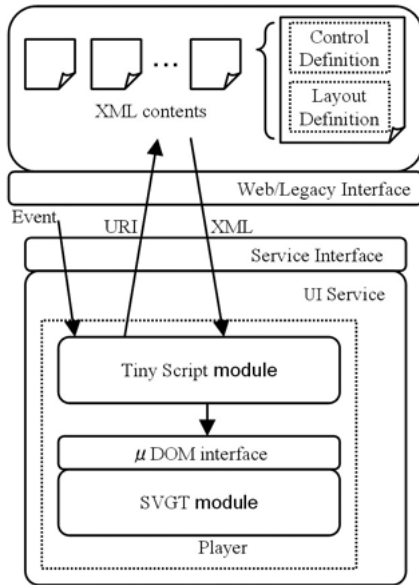 Control
Definition
...
Layout
Definition
XML contents
Web/Legacy Interface
Event
URI
XML
Service Interface
UI Service
Tiny Script module
μ DOM interface
SVGT module
Player